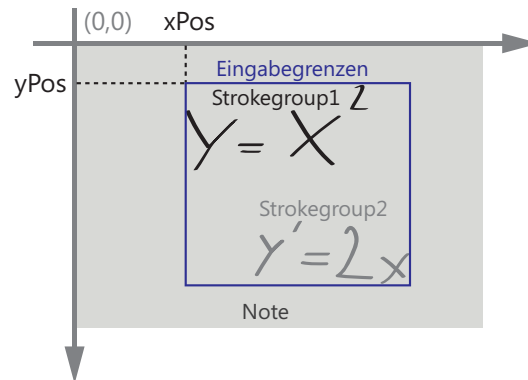 (0,0) xPos
yPos
Eingabegrenzen
Strokegroup1
Y = X²
Strokegroup2
Y' = 2x
Note